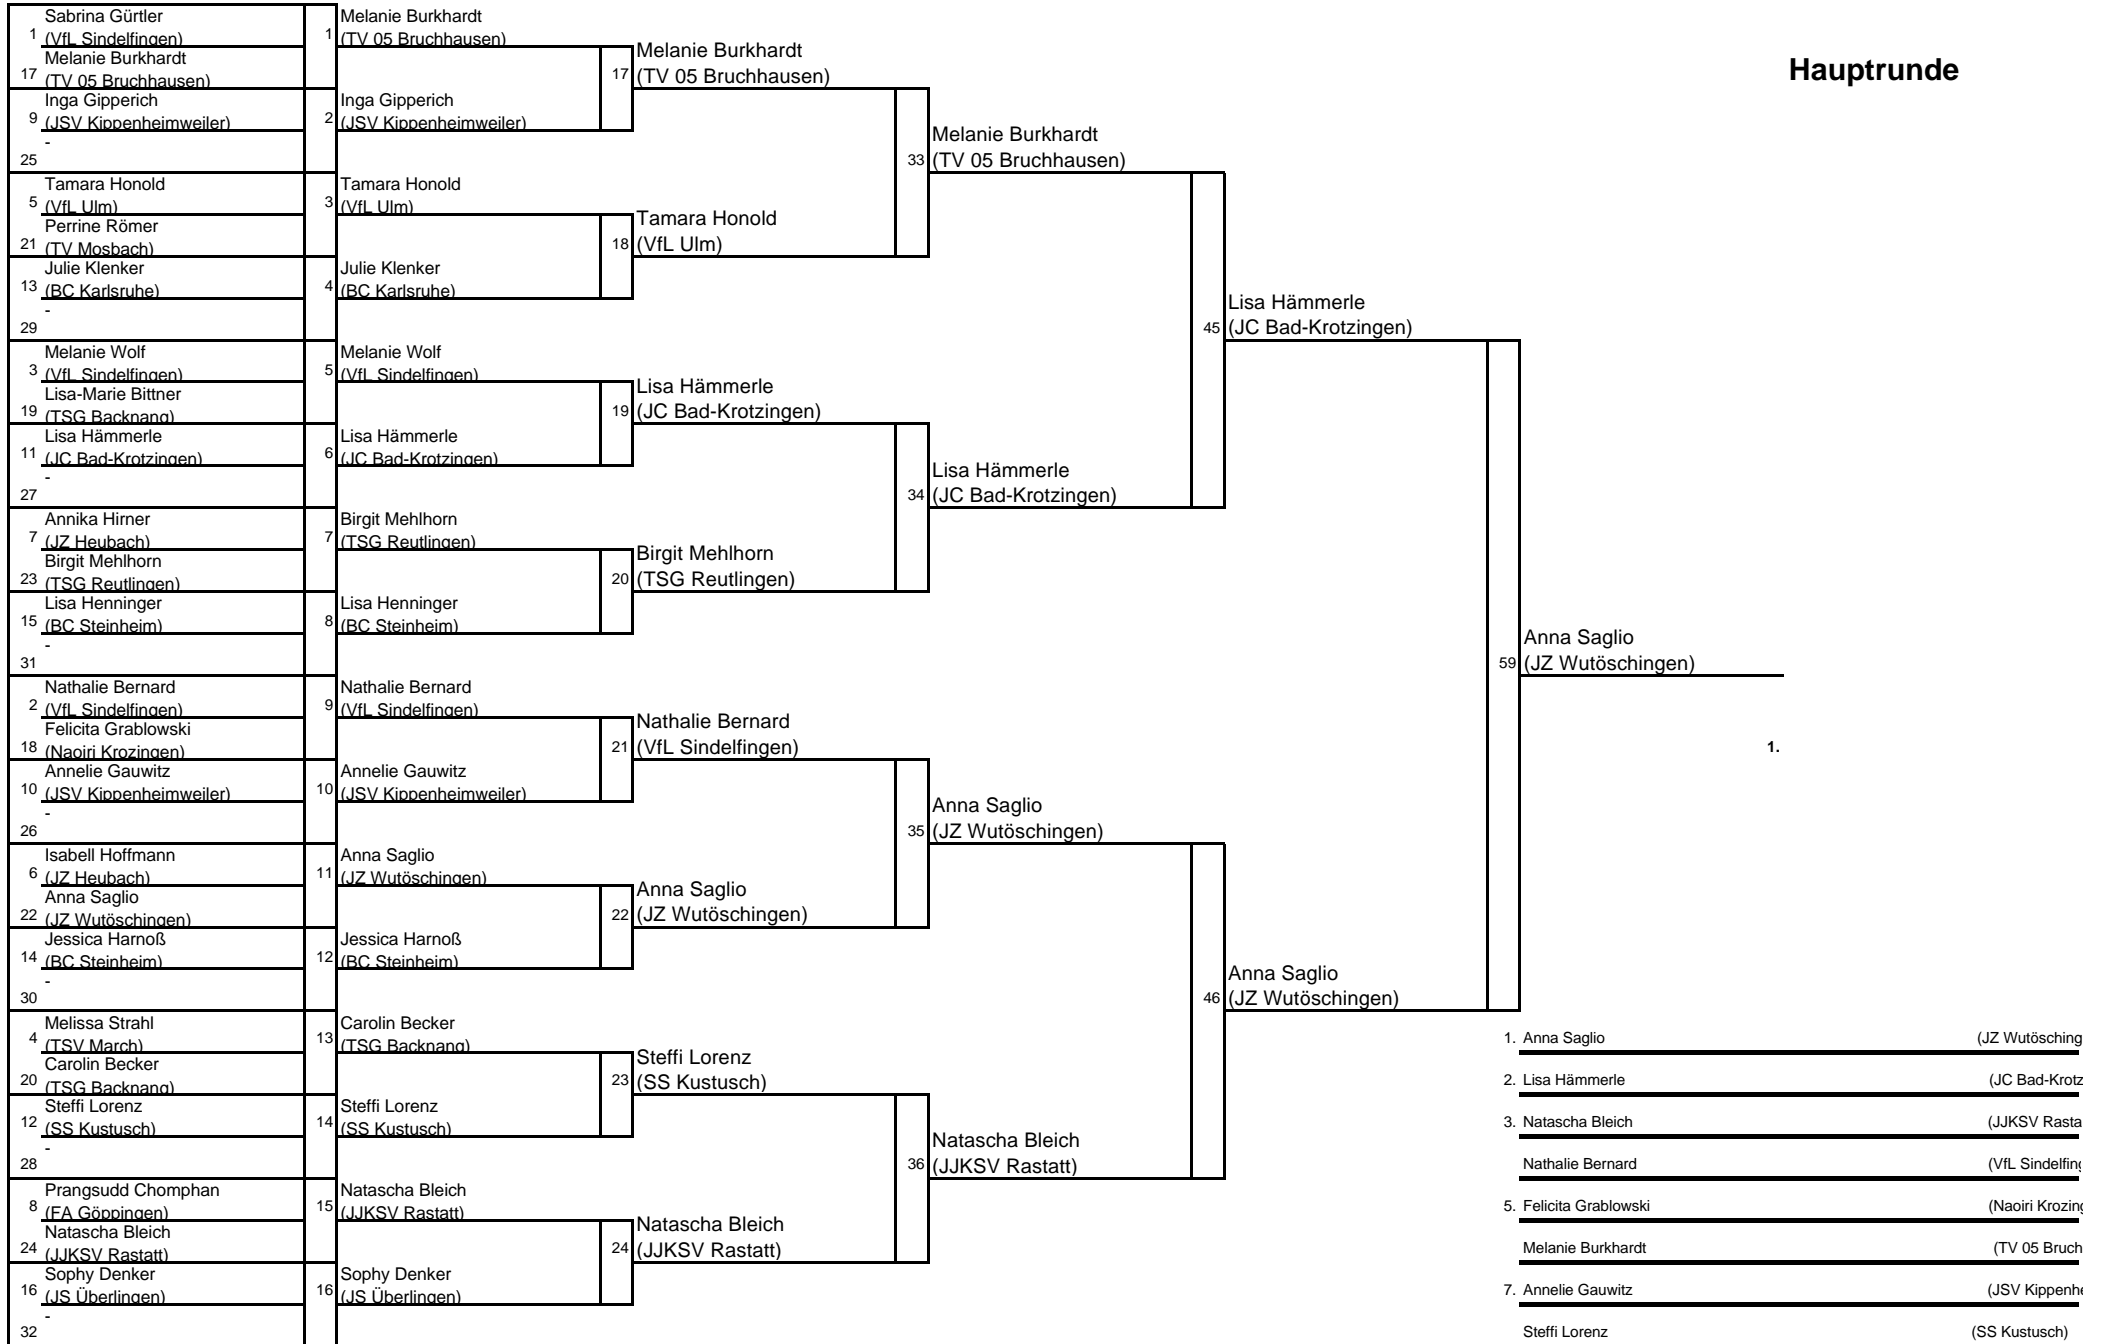 Hauptrunde
Sabrina Gürtler
1 (VfL Sindelfingen)
Melanie Burkhardt
17 (TV 05 Bruchhausen)
Inga Gipperich
9 (JSV Kippenheimweiler)
-
25
Tamara Honold
5 (VfL Ulm)
Perrine Römer
21 (TV Mosbach)
Julie Klenker
13 (BC Karlsruhe)
-
29
Melanie Wolf
3 (VfL Sindelfingen)
Lisa-Marie Bittner
19 (TSG Backnang)
Lisa Hämmerle
11 (JC Bad-Krotzingen)
-
27
Annika Hirner
7 (JZ Heubach)
Birgit Mehlhorn
23 (TSG Reutlingen)
Lisa Henninger
15 (BC Steinheim)
-
31
Nathalie Bernard
2 (VfL Sindelfingen)
Felicita Grablowski
18 (Naoiri Krozingen)
Annelie Gauwitz
10 (JSV Kippenheimweiler)
-
26
Isabell Hoffmann
6 (JZ Heubach)
Anna Saglio
22 (JZ Wutöschingen)
Jessica Harnoß
14 (BC Steinheim)
-
30
Melissa Strahl
4 (TSV March)
Carolin Becker
20 (TSG Backnang)
Steffi Lorenz
12 (SS Kustusch)
-
28
Prangsudd Chomphan
8 (FA Göppingen)
Natascha Bleich
24 (JJKSV Rastatt)
Sophy Denker
16 (JS Überlingen)
-
32
Melanie Burkhardt
1 (TV 05 Bruchhausen)
Inga Gipperich
2 (JSV Kippenheimweiler)
Tamara Honold
3 (VfL Ulm)
Julie Klenker
4 (BC Karlsruhe)
Melanie Wolf
5 (VfL Sindelfingen)
Lisa Hämmerle
6 (JC Bad-Krotzingen)
Birgit Mehlhorn
7 (TSG Reutlingen)
Lisa Henninger
8 (BC Steinheim)
Nathalie Bernard
9 (VfL Sindelfingen)
Annelie Gauwitz
10 (JSV Kippenheimweiler)
Anna Saglio
11 (JZ Wutöschingen)
Jessica Harnoß
12 (BC Steinheim)
Carolin Becker
13 (TSG Backnang)
Steffi Lorenz
14 (SS Kustusch)
Natascha Bleich
15 (JJKSV Rastatt)
Sophy Denker
16 (JS Überlingen)
Melanie Burkhardt
17 (TV 05 Bruchhausen)
Tamara Honold
18 (VfL Ulm)
Lisa Hämmerle
19 (JC Bad-Krotzingen)
Birgit Mehlhorn
20 (TSG Reutlingen)
Nathalie Bernard
21 (VfL Sindelfingen)
Anna Saglio
22 (JZ Wutöschingen)
Steffi Lorenz
23 (SS Kustusch)
Natascha Bleich
24 (JJKSV Rastatt)
Melanie Burkhardt
33 (TV 05 Bruchhausen)
Lisa Hämmerle
34 (JC Bad-Krotzingen)
Anna Saglio
35 (JZ Wutöschingen)
Natascha Bleich
36 (JJKSV Rastatt)
Lisa Hämmerle
45 (JC Bad-Krotzingen)
Anna Saglio
46 (JZ Wutöschingen)
Anna Saglio
59 (JZ Wutöschingen)
1.
1. Anna Saglio (JZ Wutösching
2. Lisa Hämmerle (JC Bad-Krotz
3. Natascha Bleich (JJKSV Rasta
Nathalie Bernard (VfL Sindelfing
5. Felicita Grablowski (Naoiri Krozing
Melanie Burkhardt (TV 05 Bruch
7. Annelie Gauwitz (JSV Kippenhe
Steffi Lorenz (SS Kustusch)